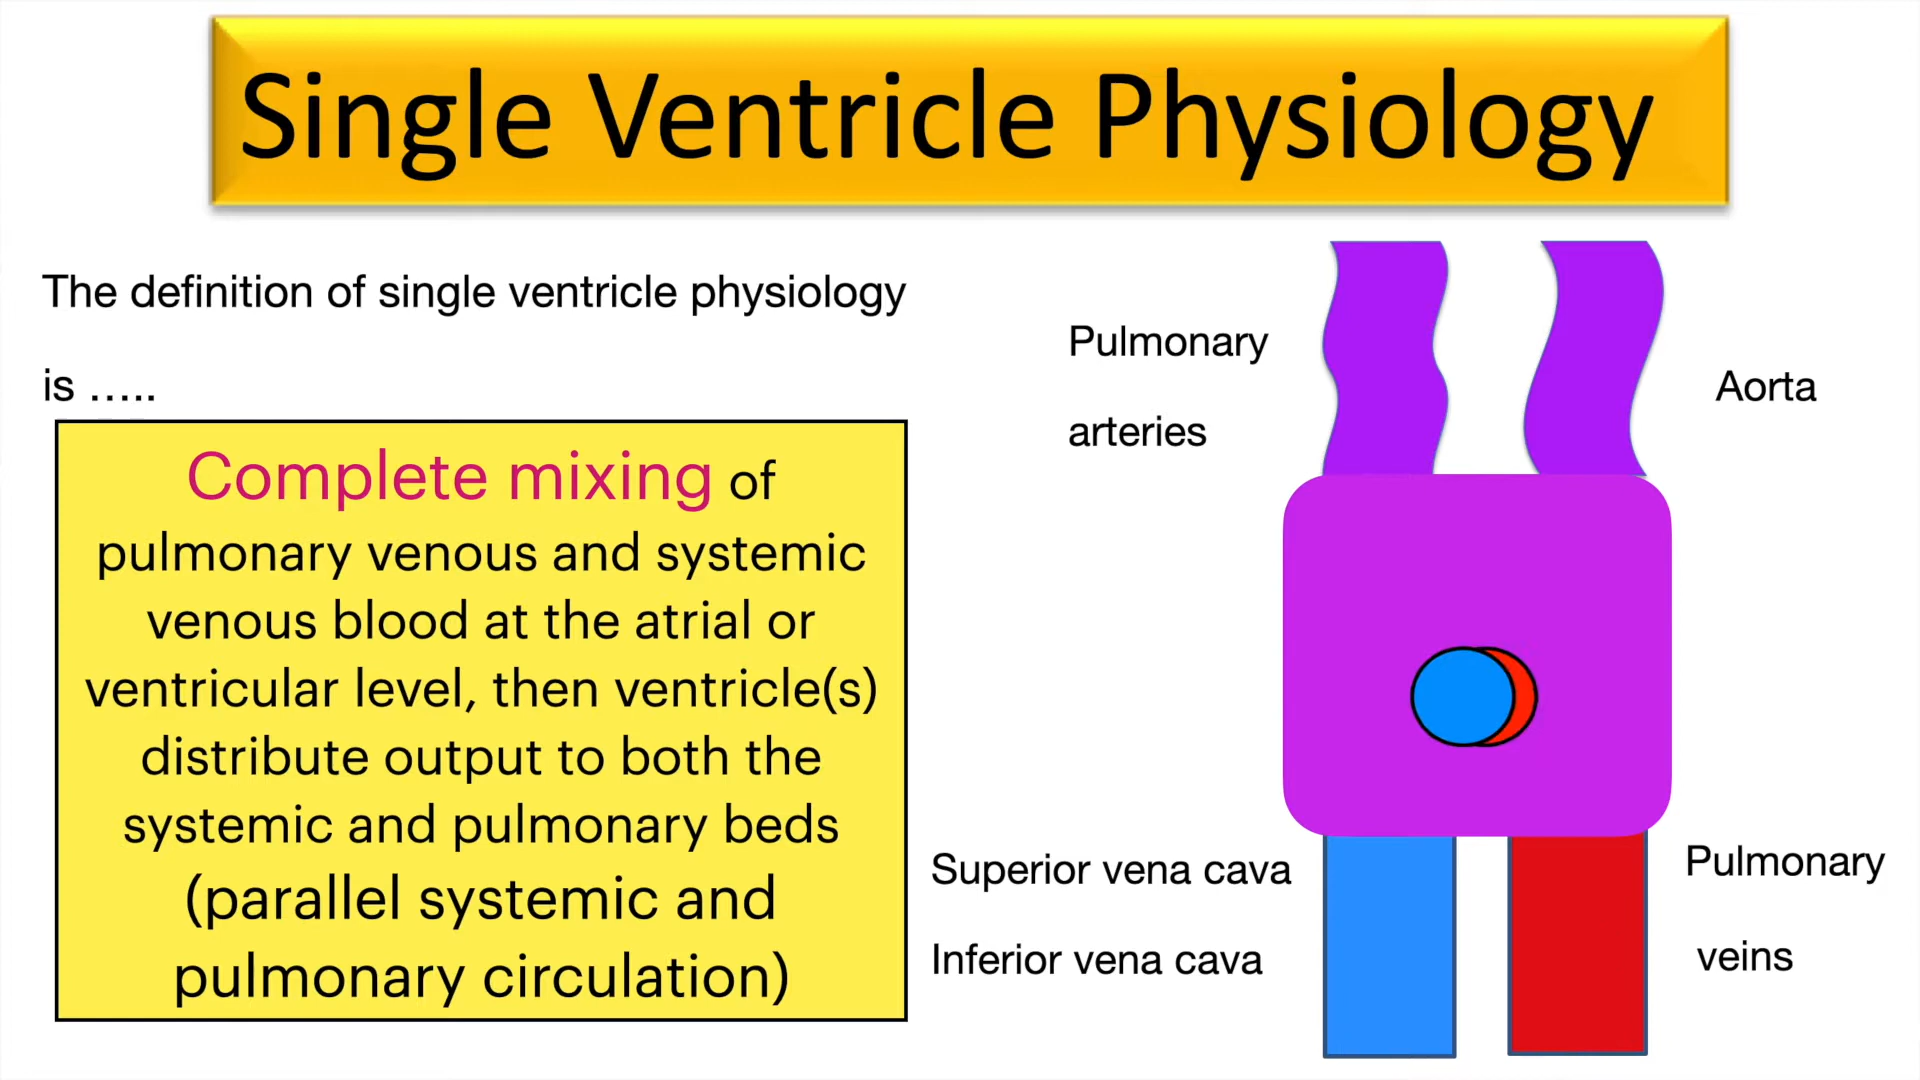 Single Ventricle Physiology
The definition of single ventricle physiology
is …..
Complete mixing of
pulmonary venous and systemic
venous blood at the atrial or
ventricular level, then ventricle(s)
distribute output to both the
systemic and pulmonary beds
(parallel systemic and
pulmonary circulation)
Pulmonary
arteries
Aorta
Superior vena cava
Inferior vena cava
Pulmonary
veins